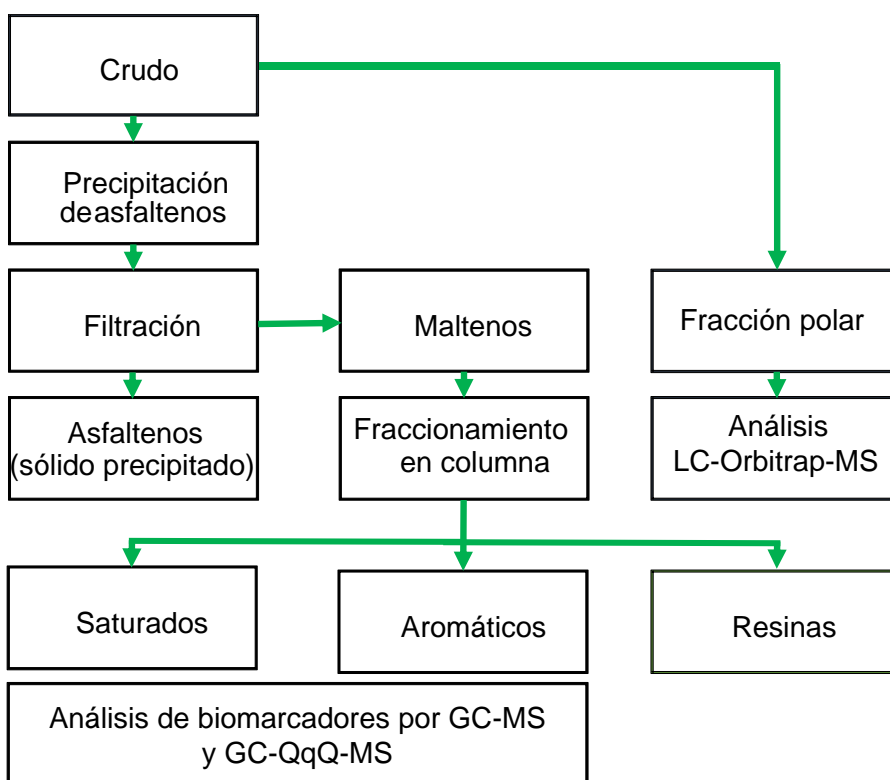 Crudo
Precipitación
deasfaltenos
Filtración
Maltenos
Fracción polar
Asfaltenos
(sólido precipitado)
Fraccionamiento
en columna
Análisis
LC-Orbitrap-MS
Saturados
Aromáticos
Resinas
Análisis de biomarcadores por GC-MS
y GC-QqQ-MS